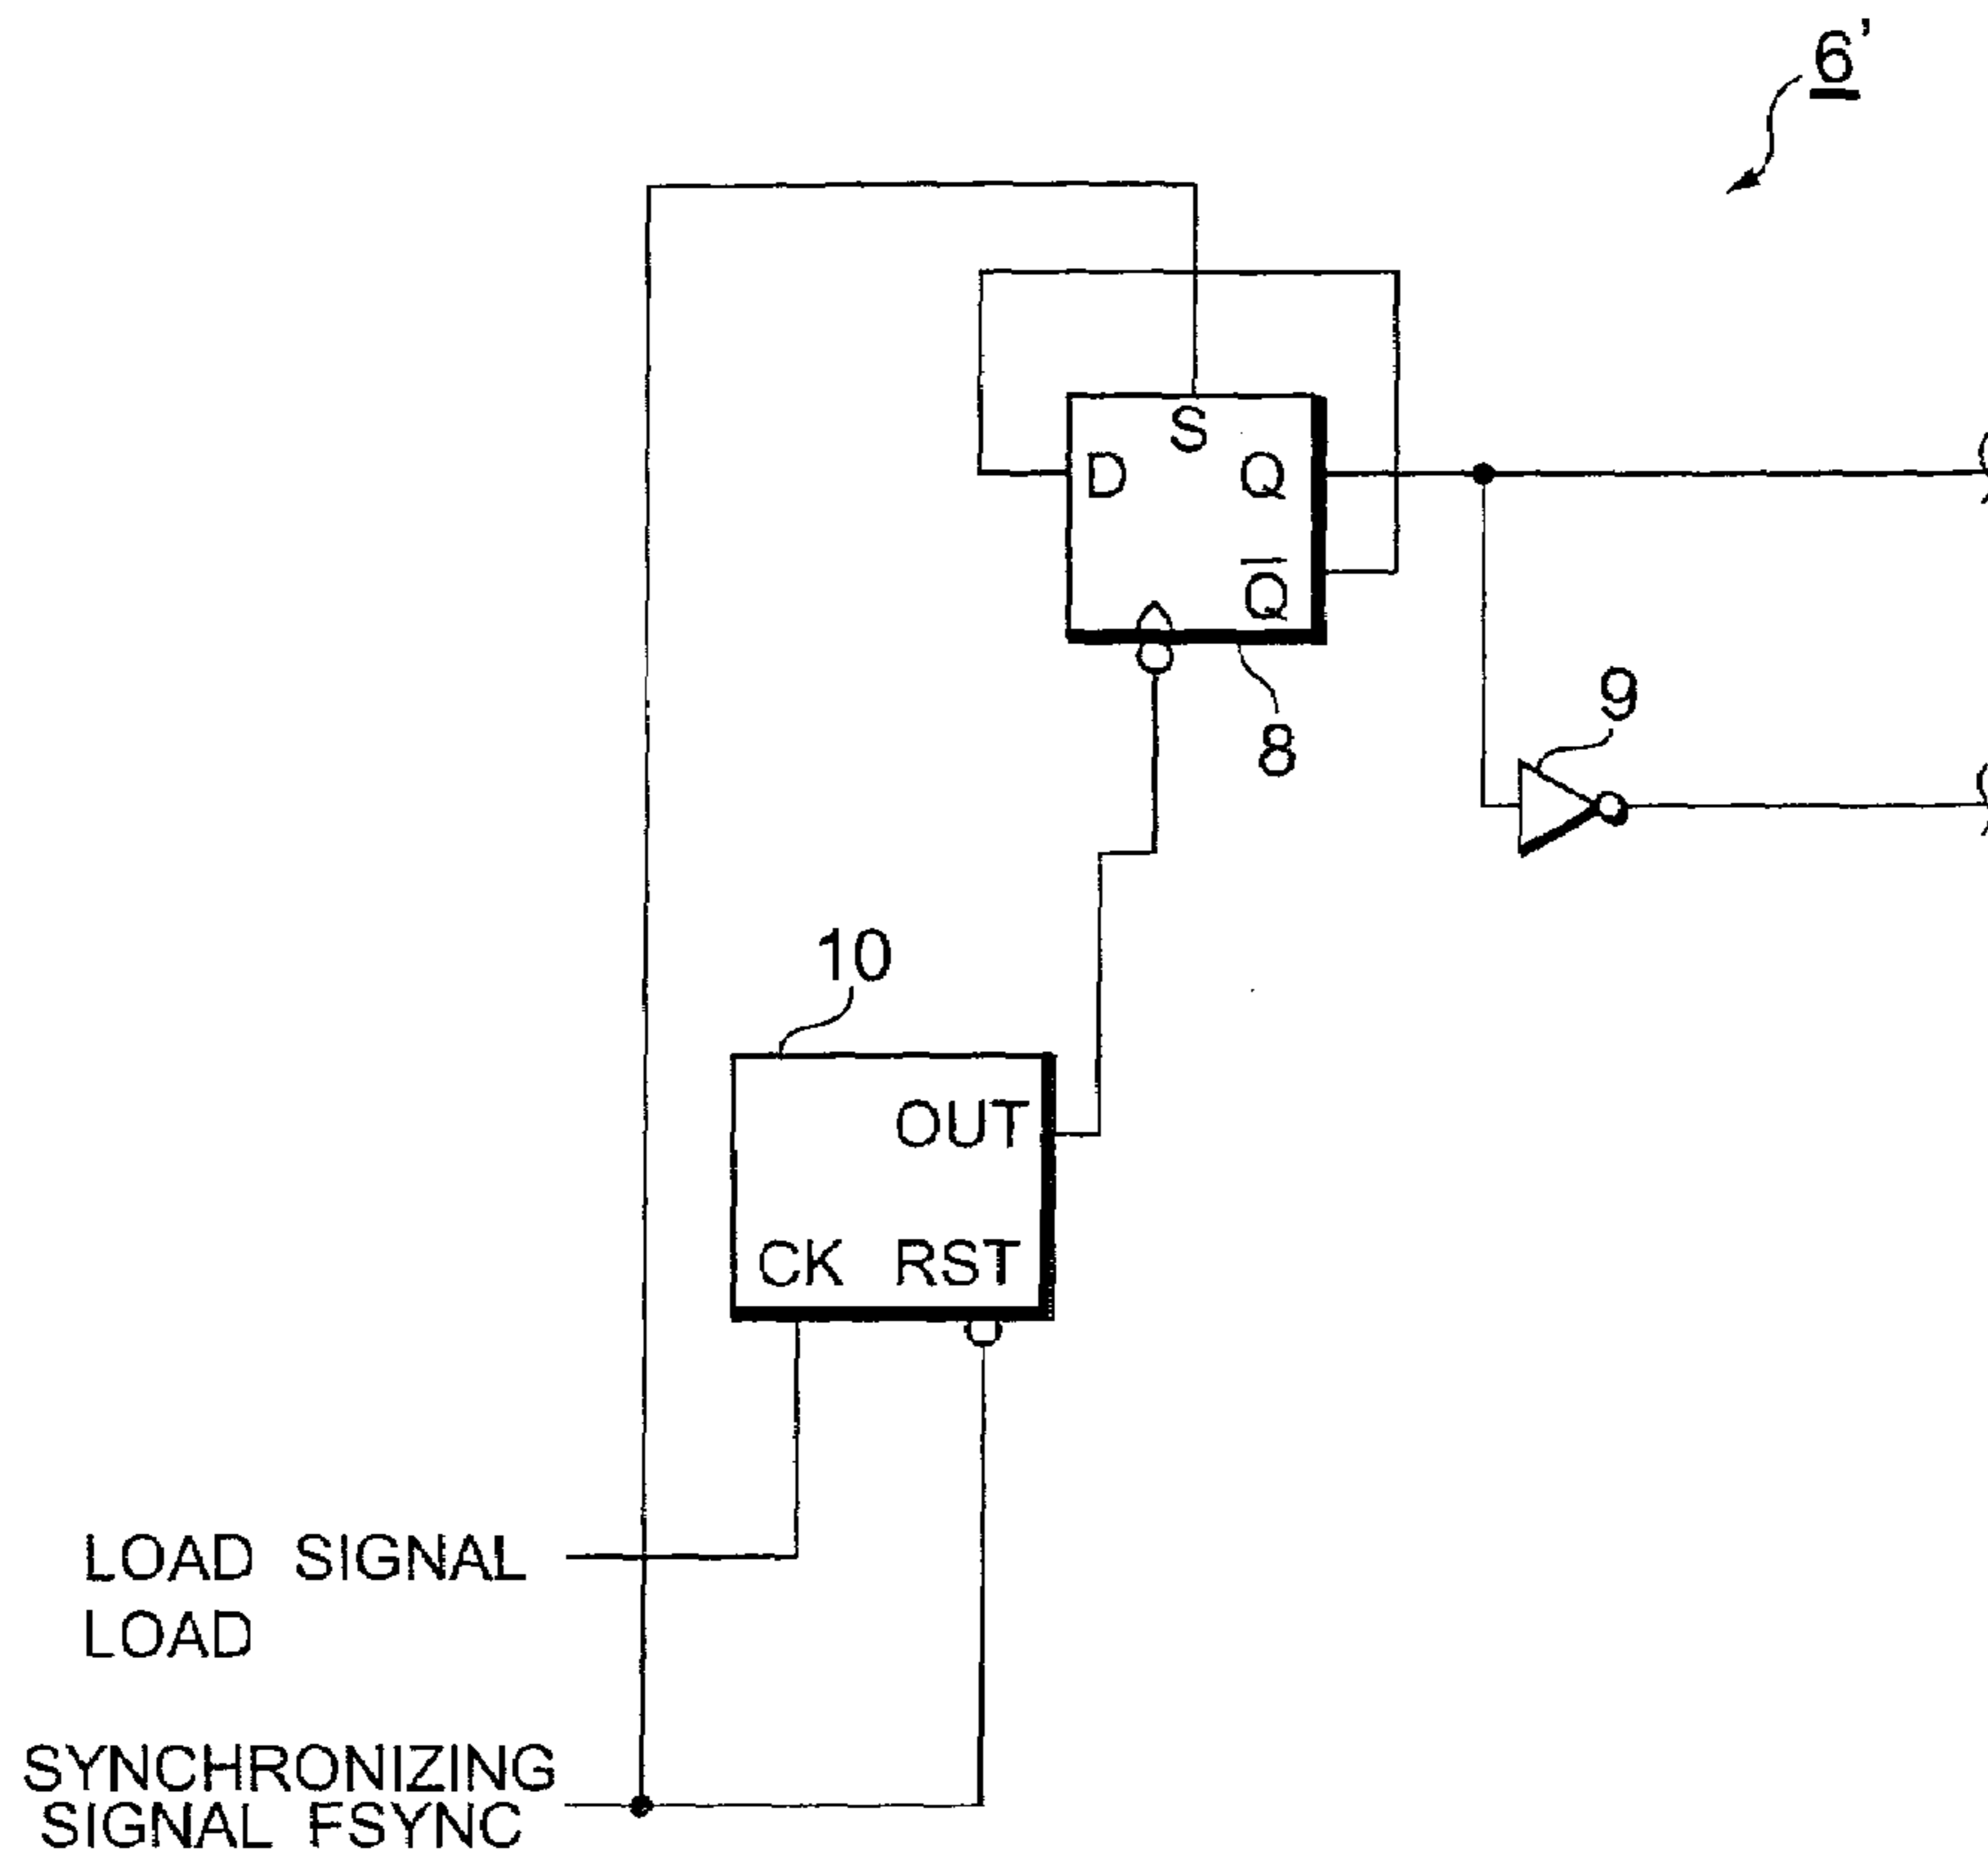 6'
S
D Q
Q̅
9
8
10
OUT
CK RST
LOAD SIGNAL
LOAD
SYNCHRONIZING
SIGNAL FSYNC